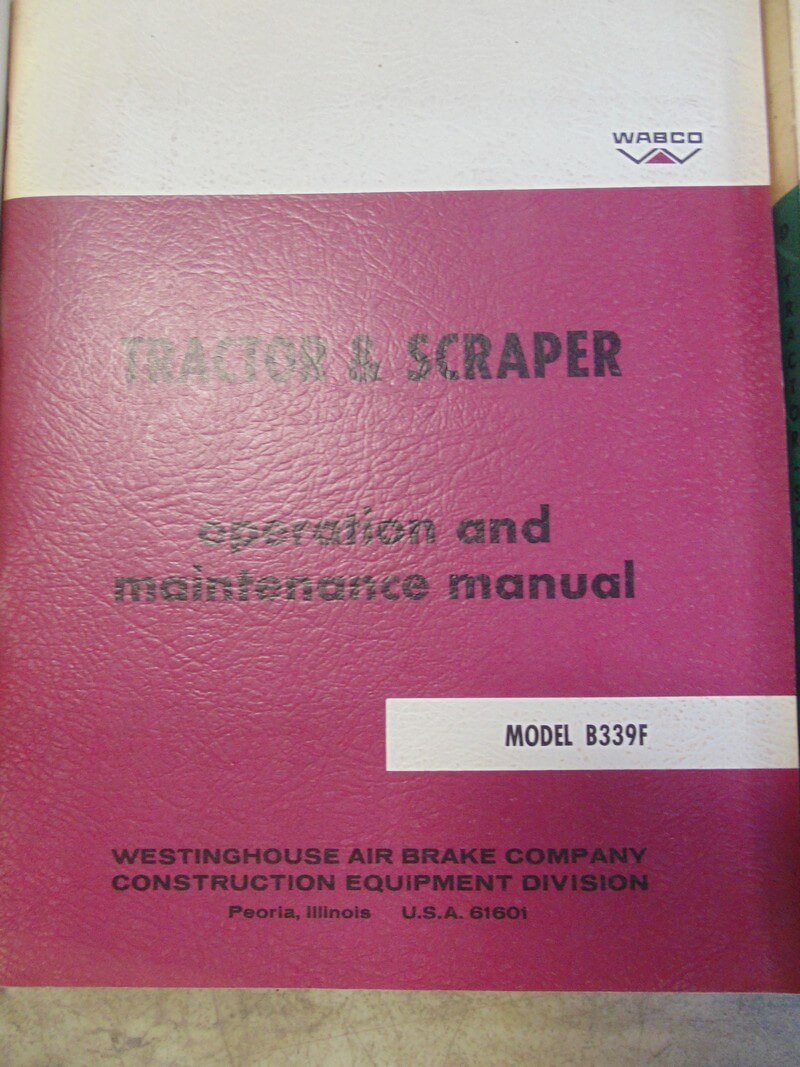 WABCO
TRACTOR & SCRAPER
operation and
maintenance manual
MODEL B339F
WESTINGHOUSE AIR BRAKE COMPANY
CONSTRUCTION EQUIPMENT DIVISION
Peoria, Illinois U.S.A. 61601